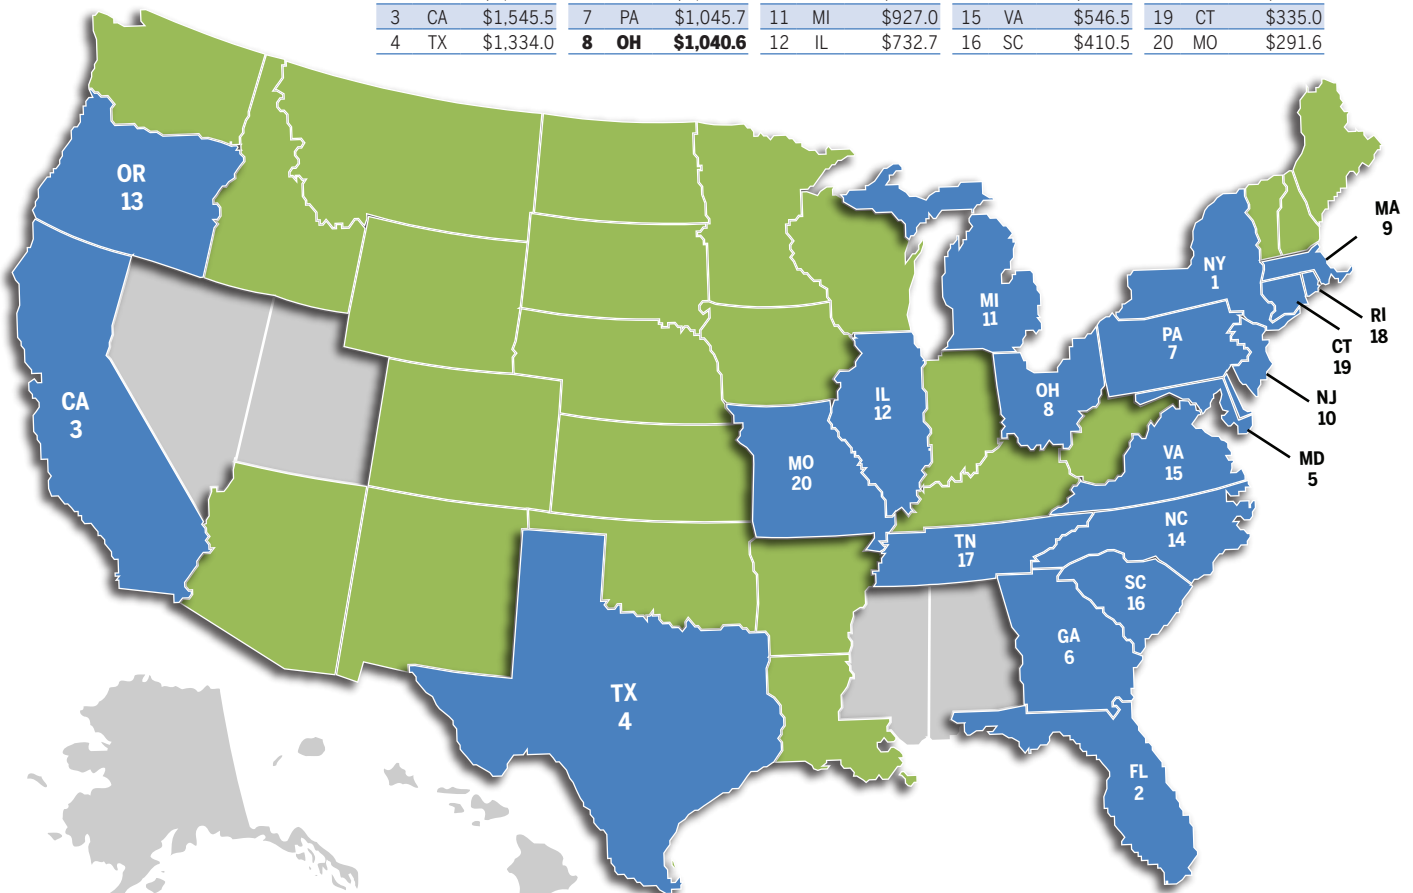 3 CA $1,545.5 7 PA $1,045.7 11 MI $927.0 15 VA $546.5 19 CT $335.0
4 TX $1,334.0 8 OH $1,040.6 12 IL $732.7 16 SC $410.5 20 MO $291.6
OR
13
MA
9
NY
1
MI
11
RI
18
PA
7
CT
19
CA
3
IL
12
OH
8
NJ
10
MO
20
VA
15
MD
5
NC
14
TN
17
SC
16
GA
6
TX
4
FL
2